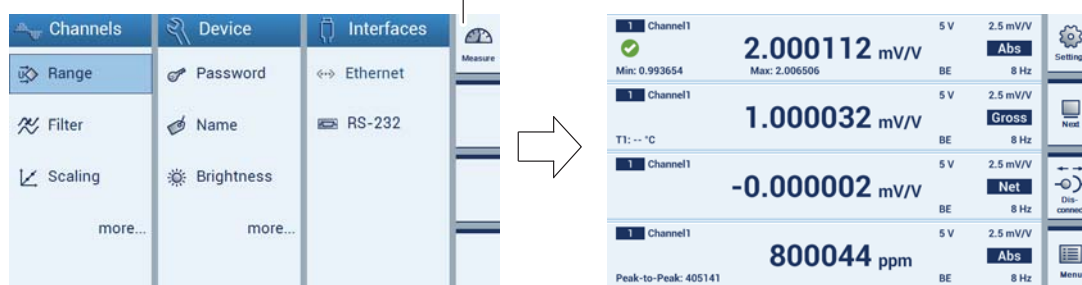 Channels Device Interfaces
Measure
Range Password Ethernet
Filter Name RS-232
Scaling Brightness
more... more...
1 Channel1 5 V 2.5 mV/V
2.000112 mV/V Abs
Min: 0.993654 Max: 2.006506 BE 8 Hz
Setting
1 Channel1 5 V 2.5 mV/V
1.000032 mV/V Gross
T1: -- °C BE 8 Hz
Next
1 Channel1 5 V 2.5 mV/V
-0.000002 mV/V Net
BE 8 Hz
Dis-
connec
1 Channel1 5 V 2.5 mV/V
800044 ppm Abs
Peak-to-Peak: 405141 BE 8 Hz
Menu